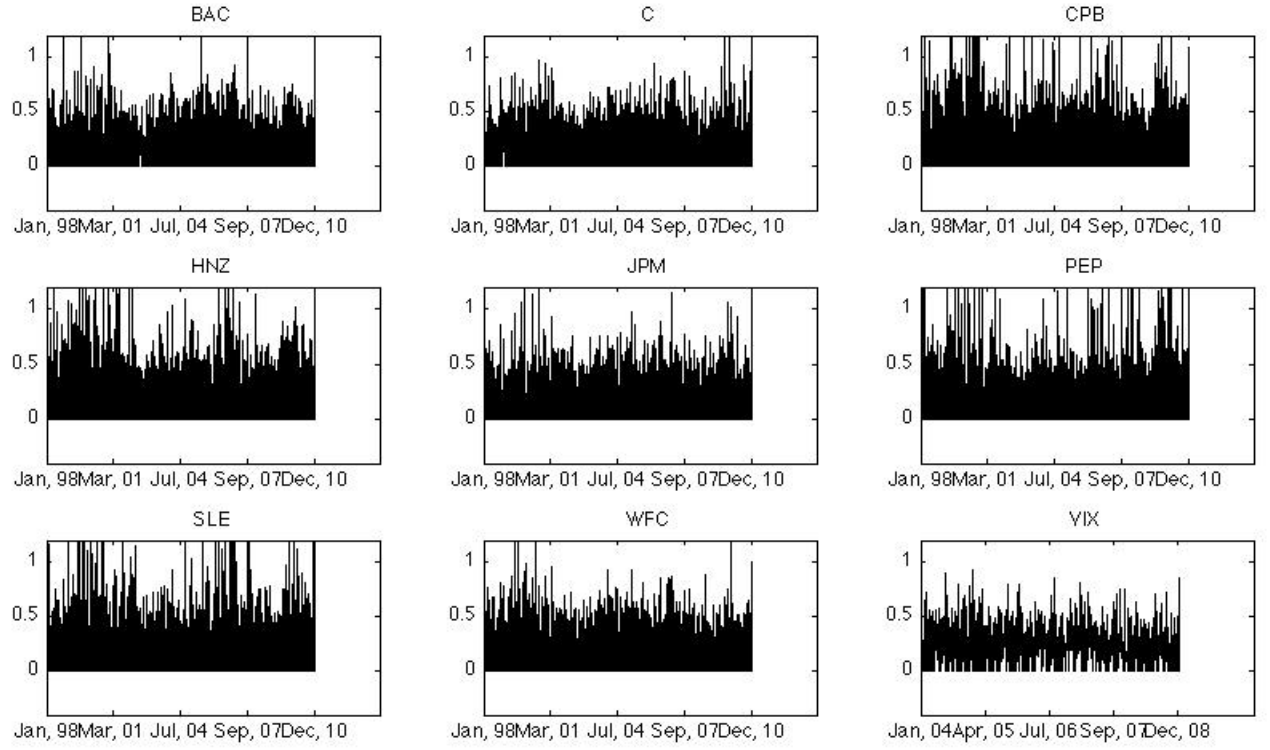 BAC C CPB
1 1 1
0.5 0.5 0.5
0 0 0
Jan, 98Mar, 01 Jul, 04 Sep, 07Dec, 10 Jan, 98Mar, 01 Jul, 04 Sep, 07Dec, 10 Jan, 98Mar, 01 Jul, 04 Sep, 07Dec, 10
HNZ JPM PEP
1 1 1
0.5 0.5 0.5
0 0 0
Jan, 98Mar, 01 Jul, 04 Sep, 07Dec, 10 Jan, 98Mar, 01 Jul, 04 Sep, 07Dec, 10 Jan, 98Mar, 01 Jul, 04 Sep, 07Dec, 10
SLE WFC VIX
1 1 1
0.5 0.5 0.5
0 0 0
Jan, 98Mar, 01 Jul, 04 Sep, 07Dec, 10 Jan, 98Mar, 01 Jul, 04 Sep, 07Dec, 10 Jan, 04Apr, 05 Jul, 06Sep, 07Dec, 08